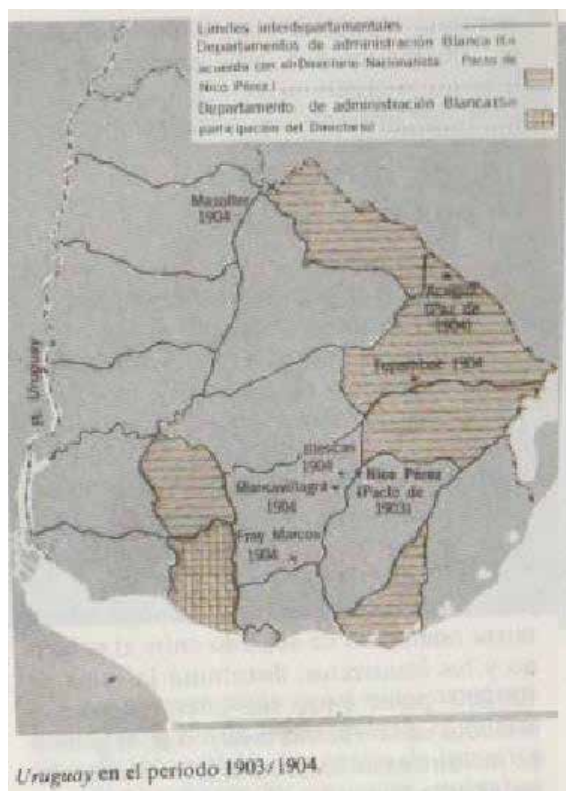 Límites interdepartamentales
Departamentos de administración Blanca (En
acuerdo con el Directorio Nacionalista Pacto de
Nico Pérez)
Departamento de administración Blanca (Sin
participación del Directorio)
Masoller
1904
Aceguá
(Paz de
1904)
R. Uruguay
Tupambaé 1904
Illescas
1904
Nico Pérez
(Pacto de
1903)
Mansavillagra
1904
Fray Marcos
1904
Uruguay en el período 1903/1904.